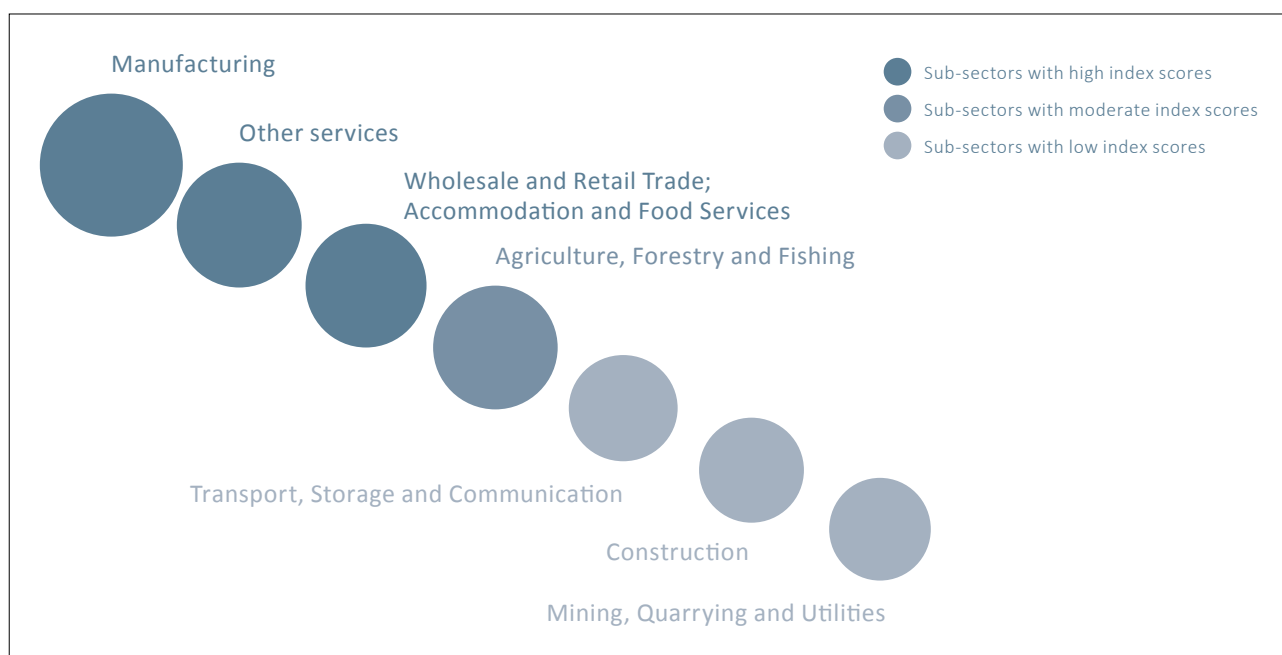 Manufacturing
Sub-sectors with high index scores
Sub-sectors with moderate index scores
Other services
Sub-sectors with low index scores
Wholesale and Retail Trade;
Accommodation and Food Services
Agriculture, Forestry and Fishing
Transport, Storage and Communication
Construction
Mining, Quarrying and Utilities